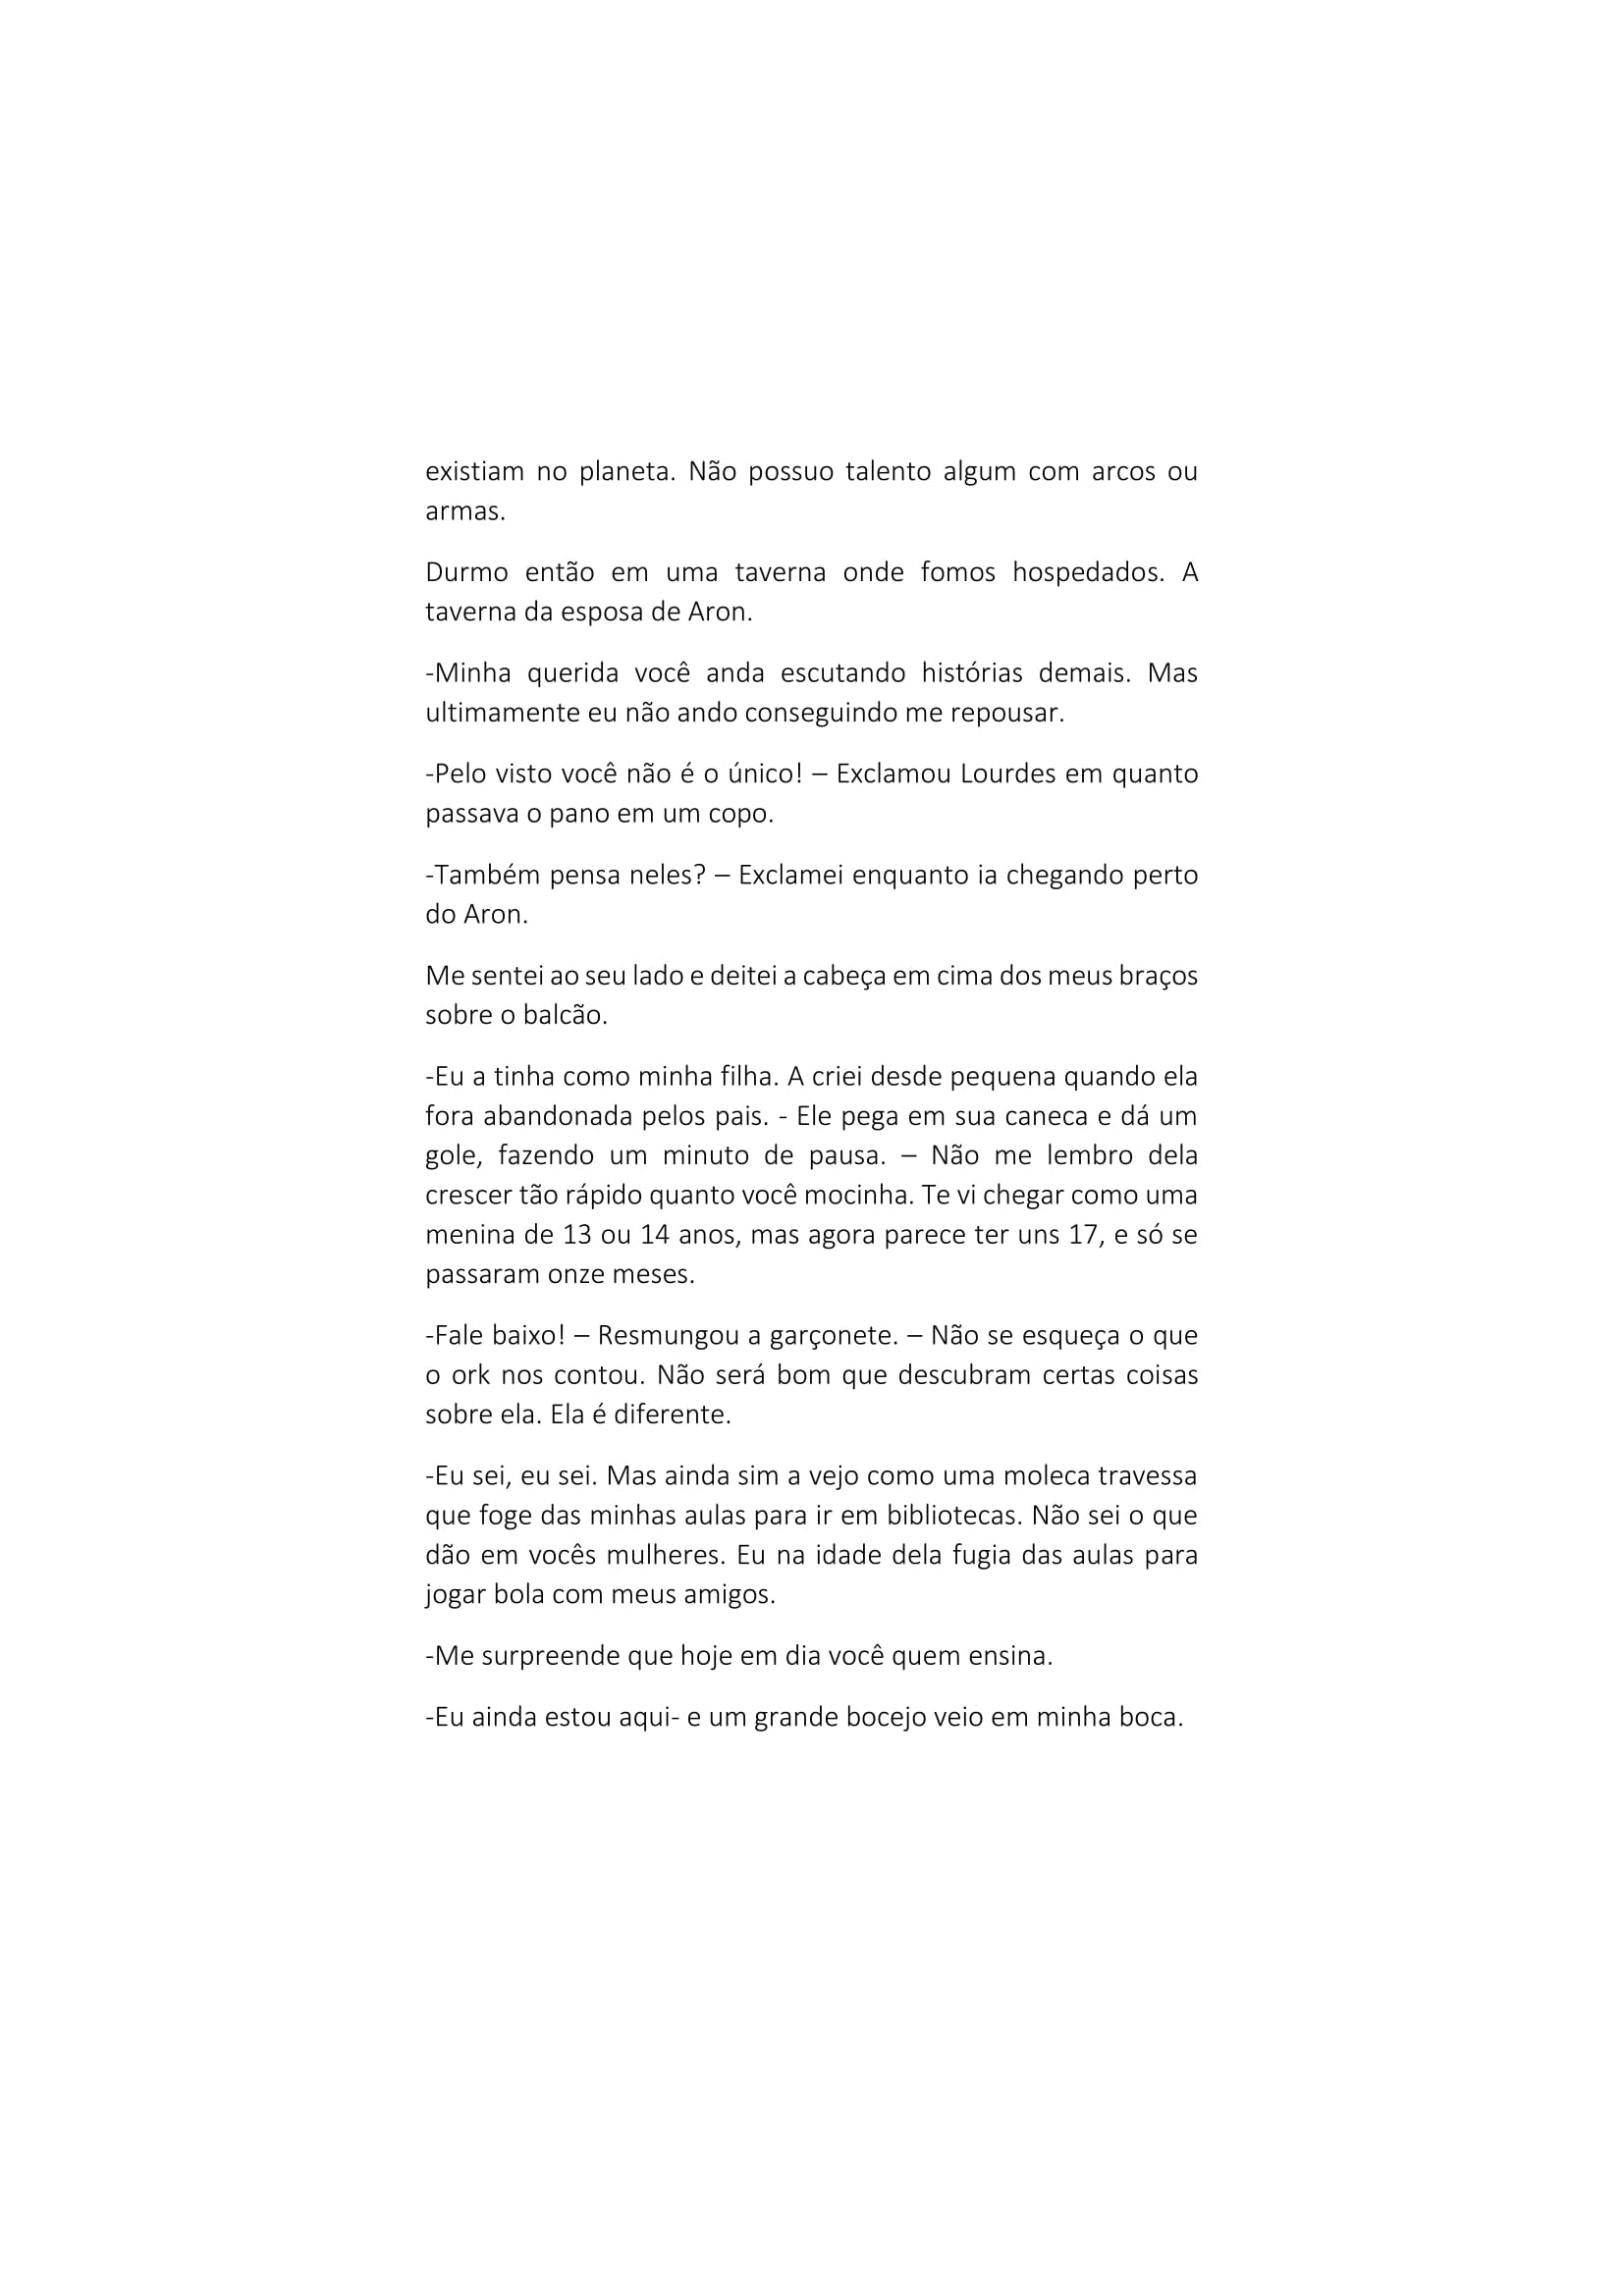 existiam no planeta. Não possuo talento algum com arcos ou
armas.
Durmo então em uma taverna onde fomos hospedados. A
taverna da esposa de Aron.
-Minha querida você anda escutando histórias demais. Mas
ultimamente eu não ando conseguindo me repousar.
-Pelo visto você não é o único! – Exclamou Lourdes em quanto
passava o pano em um copo.
-Também pensa neles? – Exclamei enquanto ia chegando perto
do Aron.
Me sentei ao seu lado e deitei a cabeça em cima dos meus braços
sobre o balcão.
-Eu a tinha como minha filha. A criei desde pequena quando ela
fora abandonada pelos pais. - Ele pega em sua caneca e dá um
gole, fazendo um minuto de pausa. – Não me lembro dela
crescer tão rápido quanto você mocinha. Te vi chegar como uma
menina de 13 ou 14 anos, mas agora parece ter uns 17, e só se
passaram onze meses.
-Fale baixo! – Resmungou a garçonete. – Não se esqueça o que
o ork nos contou. Não será bom que descubram certas coisas
sobre ela. Ela é diferente.
-Eu sei, eu sei. Mas ainda sim a vejo como uma moleca travessa
que foge das minhas aulas para ir em bibliotecas. Não sei o que
dão em vocês mulheres. Eu na idade dela fugia das aulas para
jogar bola com meus amigos.
-Me surpreende que hoje em dia você quem ensina.
-Eu ainda estou aqui- e um grande bocejo veio em minha boca.